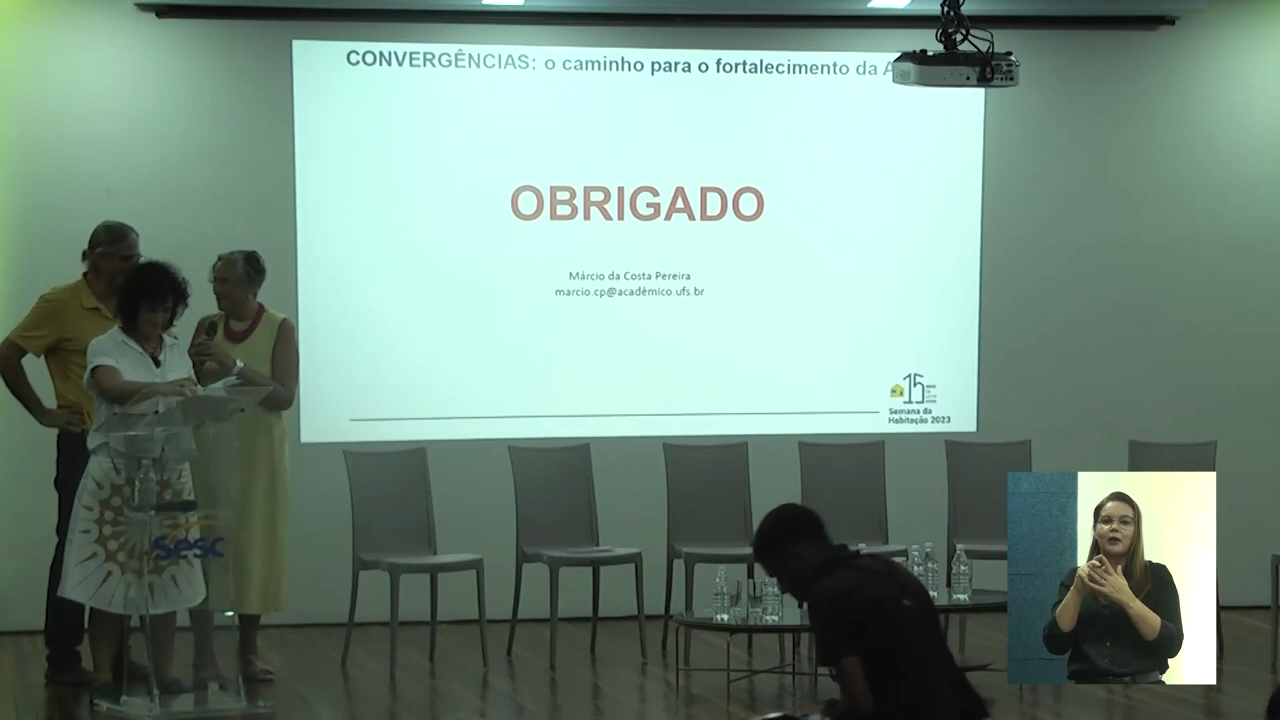 CONVERGÊNCIAS: o caminho para o fortalecimento da A
OBRIGADO
Márcio da Costa Pereira
marcio.cp@acadêmico.ufs.br
15
Semana da
Habitação 2023
Sesc